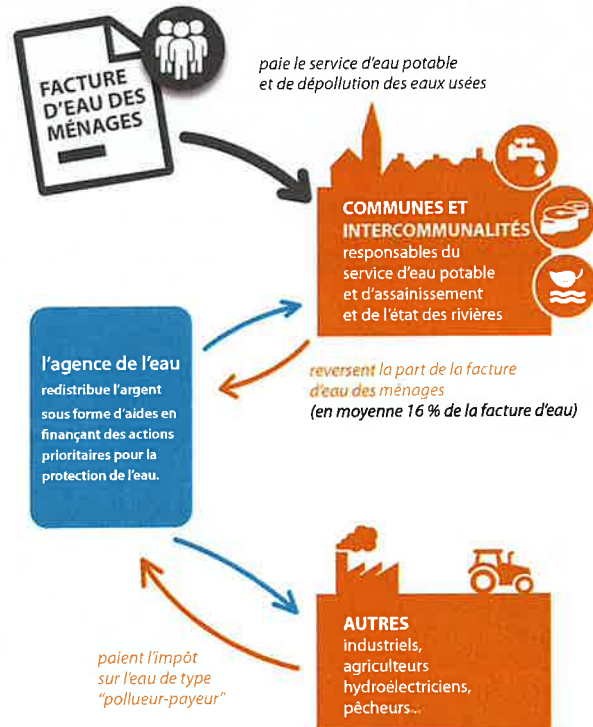 FACTURE
D'EAU DES
MÉNAGES
paie le service d'eau potable
et de dépollution des eaux usées
COMMUNES ET
INTERCOMMUNALITÉS
responsables du
service d'eau potable
et d'assainissement
et de l'état des rivières
l'agence de l'eau
redistribue l'argent
sous forme d'aides en
finançant des actions
prioritaires pour la
protection de l'eau.
reversent la part de la facture
d'eau des ménages
(en moyenne 16 % de la facture d'eau)
AUTRES
industriels,
agriculteurs
hydroélectriciens,
pêcheurs...
paient l'impôt
sur l'eau de type
"pollueur-payeur"